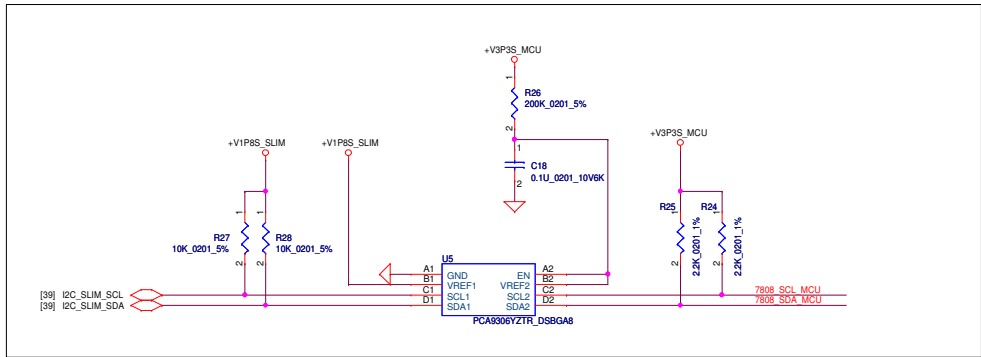 +V3P3S_MCU
1
R26
200K_0201_5%
2
+V1P8S_SLIM
+V1P8S_SLIM
+V3P3S_MCU
1
C18
0.1U_0201_10V6K
2
1
1
R27
R28
10K_0201_5%
10K_0201_5%
2
2
1
1
R25
R24
2.2K_0201_1%
2.2K_0201_1%
2
2
U5
A1
GND
EN
A2
B1
VREF1
VREF2
B2
[39] I2C_SLIM_SCL
C1
SCL1
SCL2
C2
7808_SCL_MCU
[39] I2C_SLIM_SDA
D1
SDA1
SDA2
D2
7808_SDA_MCU
PCA9306YZTR_DSBGA8